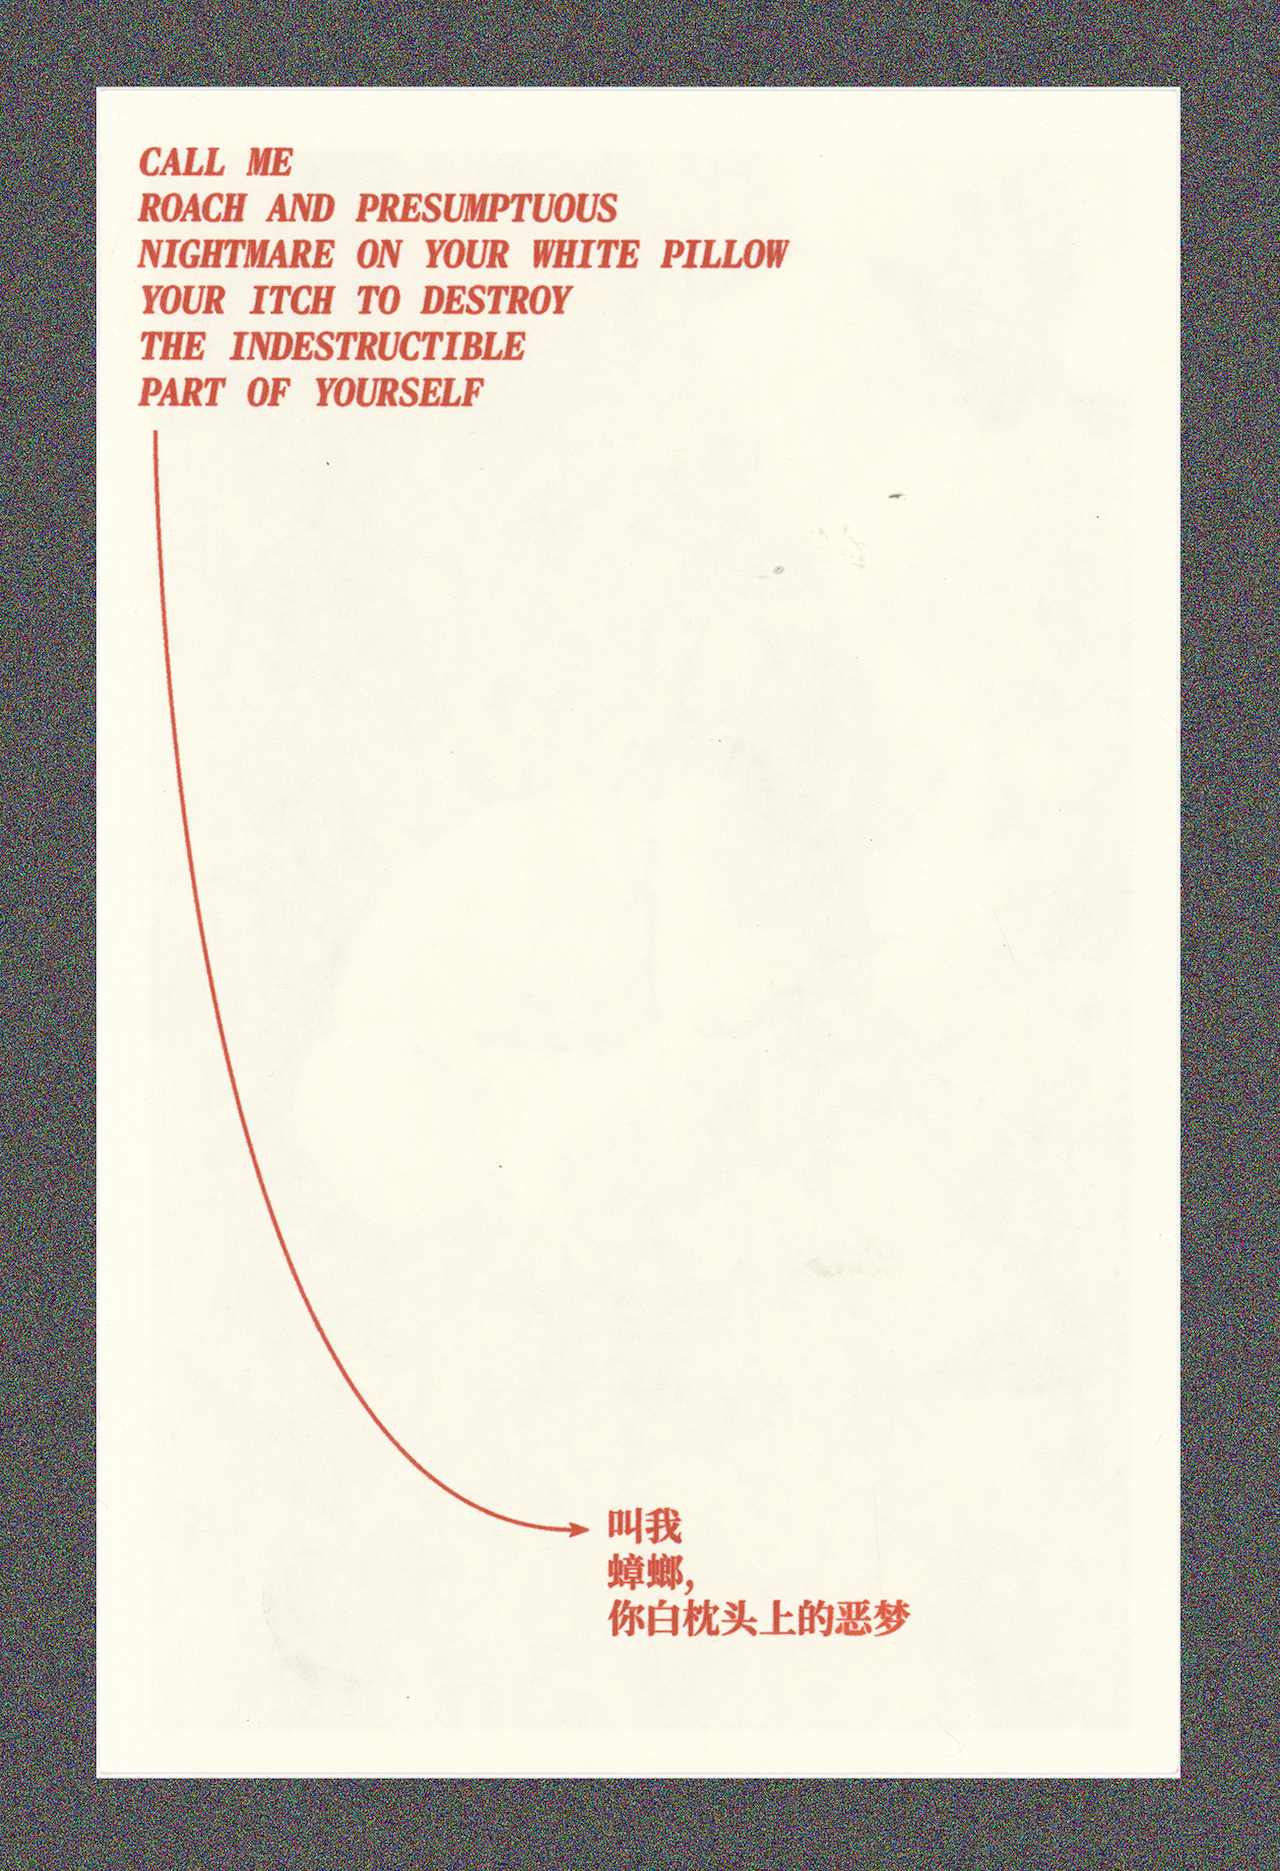 CALL ME
ROACH AND PRESUMPTUOUS
NIGHTMARE ON YOUR WHITE PILLOW
YOUR ITCH TO DESTROY
THE INDESTRUCTIBLE
PART OF YOURSELF
叫我
蟑螂,
你白枕头上的恶梦